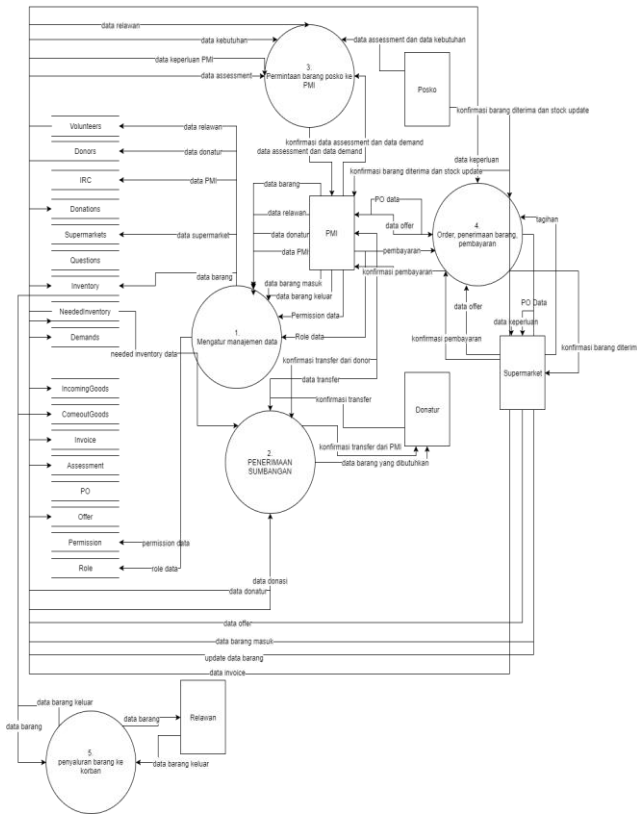 data relawan
data kebutuhan
data keperluan PMI
data assessment
3.
Permintaan barang posko ke
PMI
data assessment dan data kebutuhan
Posko
konfirmasi barang diterima dan stock update
data keperluan
konfirmasi data assessment dan data demand
data assessment dan data demand
konfirmasi barang diterima dan stock update
Volunteers
Donors
IRC
Donations
Supermarkets
Questions
Inventory
NeededInventory
Demands
IncomingGoods
ComeoutGoods
Invoice
Assessment
PO
Offer
Permission
Role
data relawan
data donatur
data PMI
data supermarket
data barang
needed inventory data
permission data
role data
data barang
data relawan
data donatur
data PMI
data barang masuk
data barang keluar
Permission data
Role data
PMI
PO data
data offer
pembayaran
konfirmasi pembayaran
4.
Order, penerimaan barang,
pembayaran
tagihan
data offer
PO Data
data keperluan
konfirmasi pembayaran
konfirmasi barang diterim
Supermarket
1.
Mengatur manajemen data
konfirmasi transfer dari donor
data transfer
konfirmasi transfer
Donatur
2.
PENERIMAAN
SUMBANGAN
konfirmasi transfer dari PMI
data barang yang dibutuhkan
data donasi
data donatur
data offer
data barang masuk
update data barang
data invoice
data barang keluar
data barang
data barang
Relawan
5.
penyaluran barang ke
korban
data barang keluar